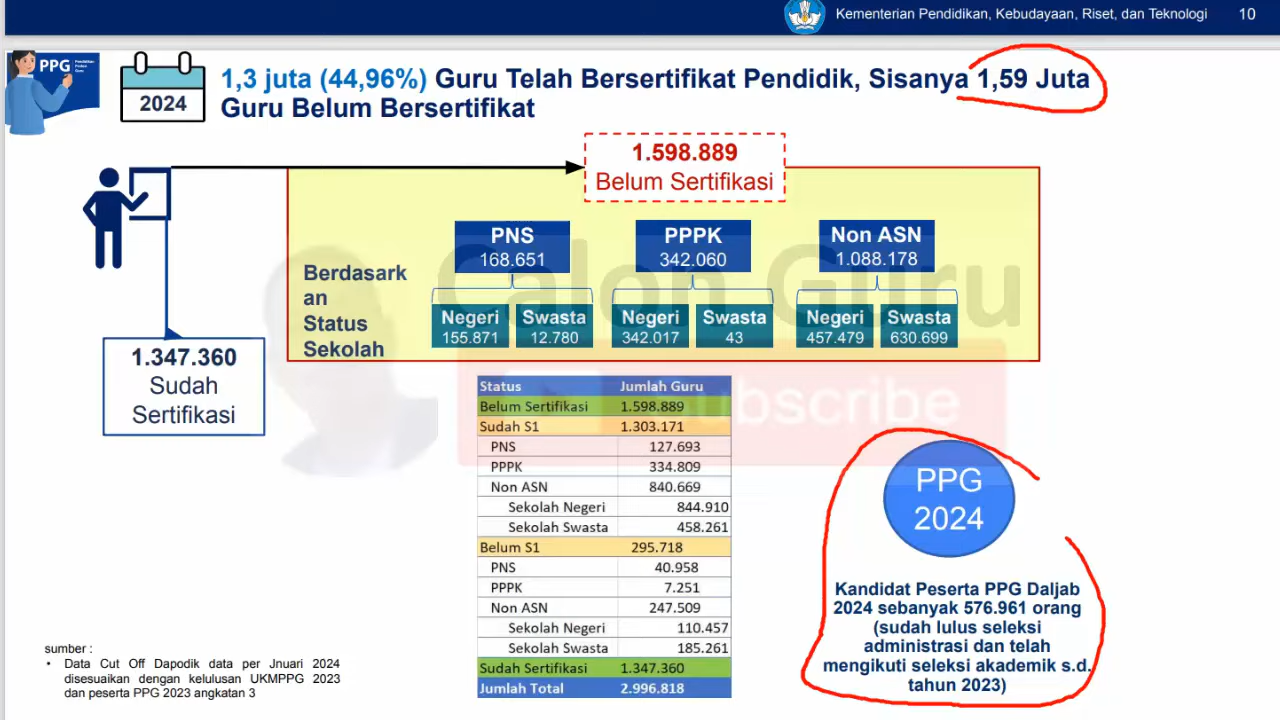 Kementerian Pendidikan, Kebudayaan, Riset, dan Teknologi 10
PPG
2024
1,3 juta (44,96%) Guru Telah Bersertifikat Pendidik, Sisanya 1,59 Juta
Guru Belum Bersertifikat
1.598.889
Belum Sertifikasi
PNS
168.651
PPPK
342.060
Non ASN
1.088.178
Berdasark
an
Status
Sekolah
Negeri
155.871
Swasta
12.780
Negeri
342.017
Swasta
43
Negeri
457.479
Swasta
630.699
Calon Guru
Subscribe
1.347.360
Sudah
Sertifikasi
Status Jumlah Guru
Belum Sertifikasi 1.598.889
Sudah S1 1.303.171
PNS 127.693
PPPK 334.809
Non ASN 840.669
Sekolah Negeri 844.910
Sekolah Swasta 458.261
Belum S1 295.718
PNS 40.958
PPPK 7.251
Non ASN 247.509
Sekolah Negeri 110.457
Sekolah Swasta 185.261
Sudah Sertifikasi 1.347.360
Jumlah Total 2.996.818
PPG
2024
Kandidat Peserta PPG Daljab
2024 sebanyak 576.961 orang
(sudah lulus seleksi
administrasi dan telah
mengikuti seleksi akademik s.d.
tahun 2023)
sumber :
• Data Cut Off Dapodik data per Jnuari 2024
disesuaikan dengan kelulusan UKMPPG 2023
dan peserta PPG 2023 angkatan 3